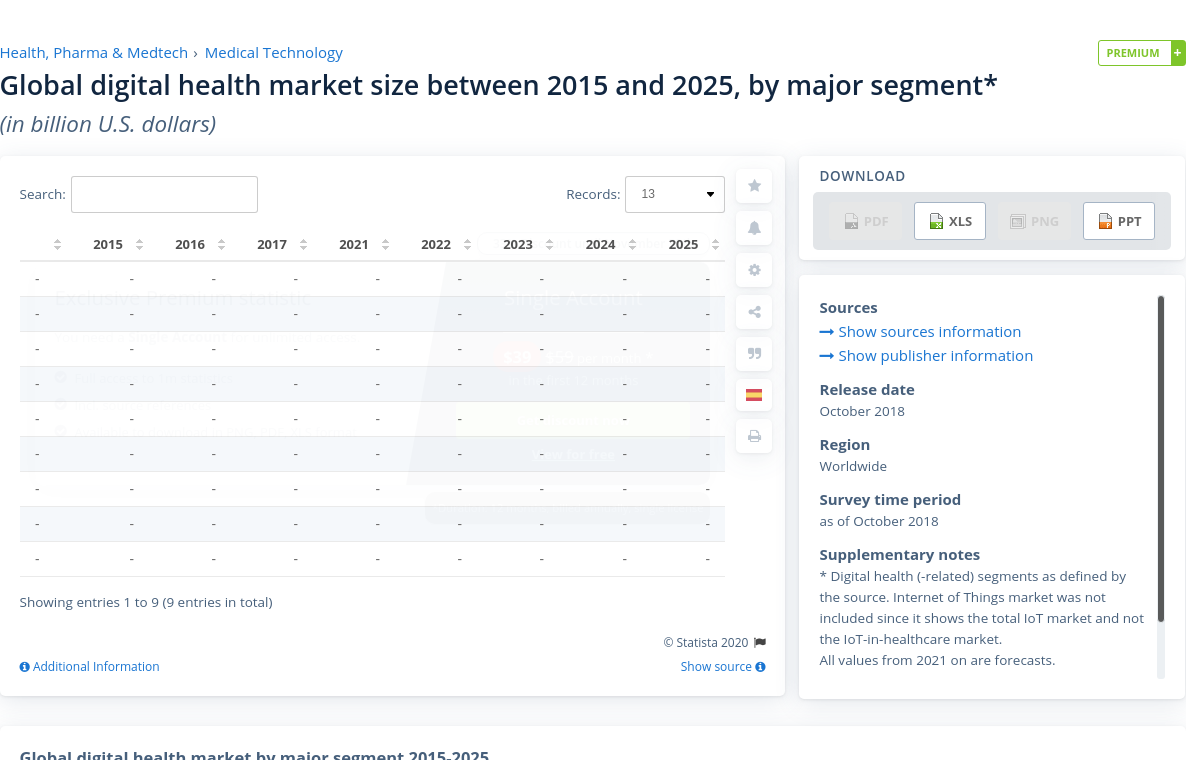 Health, Pharma & Medtech › Medical Technology
PREMIUM +
Global digital health market size between 2015 and 2025, by major segment*
(in billion U.S. dollars)
Search:
Records: 13
2015 2016 2017 2021 2022 2023 2024 2025
- - - - - - - - -
- - - - - - - - -
Exclusive Premium statistic
Single Account
- - - - - - - - -
- - - - - - - - -
- - - - - - - - -
- - - - - - - - -
- - - - - - - - -
- - - - - - - - -
- - - - - - - - -
Showing entries 1 to 9 (9 entries in total)
© Statista 2020
Additional Information
Show source
DOWNLOAD
PDF XLS PNG PPT
Sources
Show sources information
Show publisher information
Release date
October 2018
Region
Worldwide
Survey time period
as of October 2018
Supplementary notes
* Digital health (-related) segments as defined by
the source. Internet of Things market was not
included since it shows the total IoT market and not
the IoT-in-healthcare market.
All values from 2021 on are forecasts.
Global digital health market by major segment 2015-2025